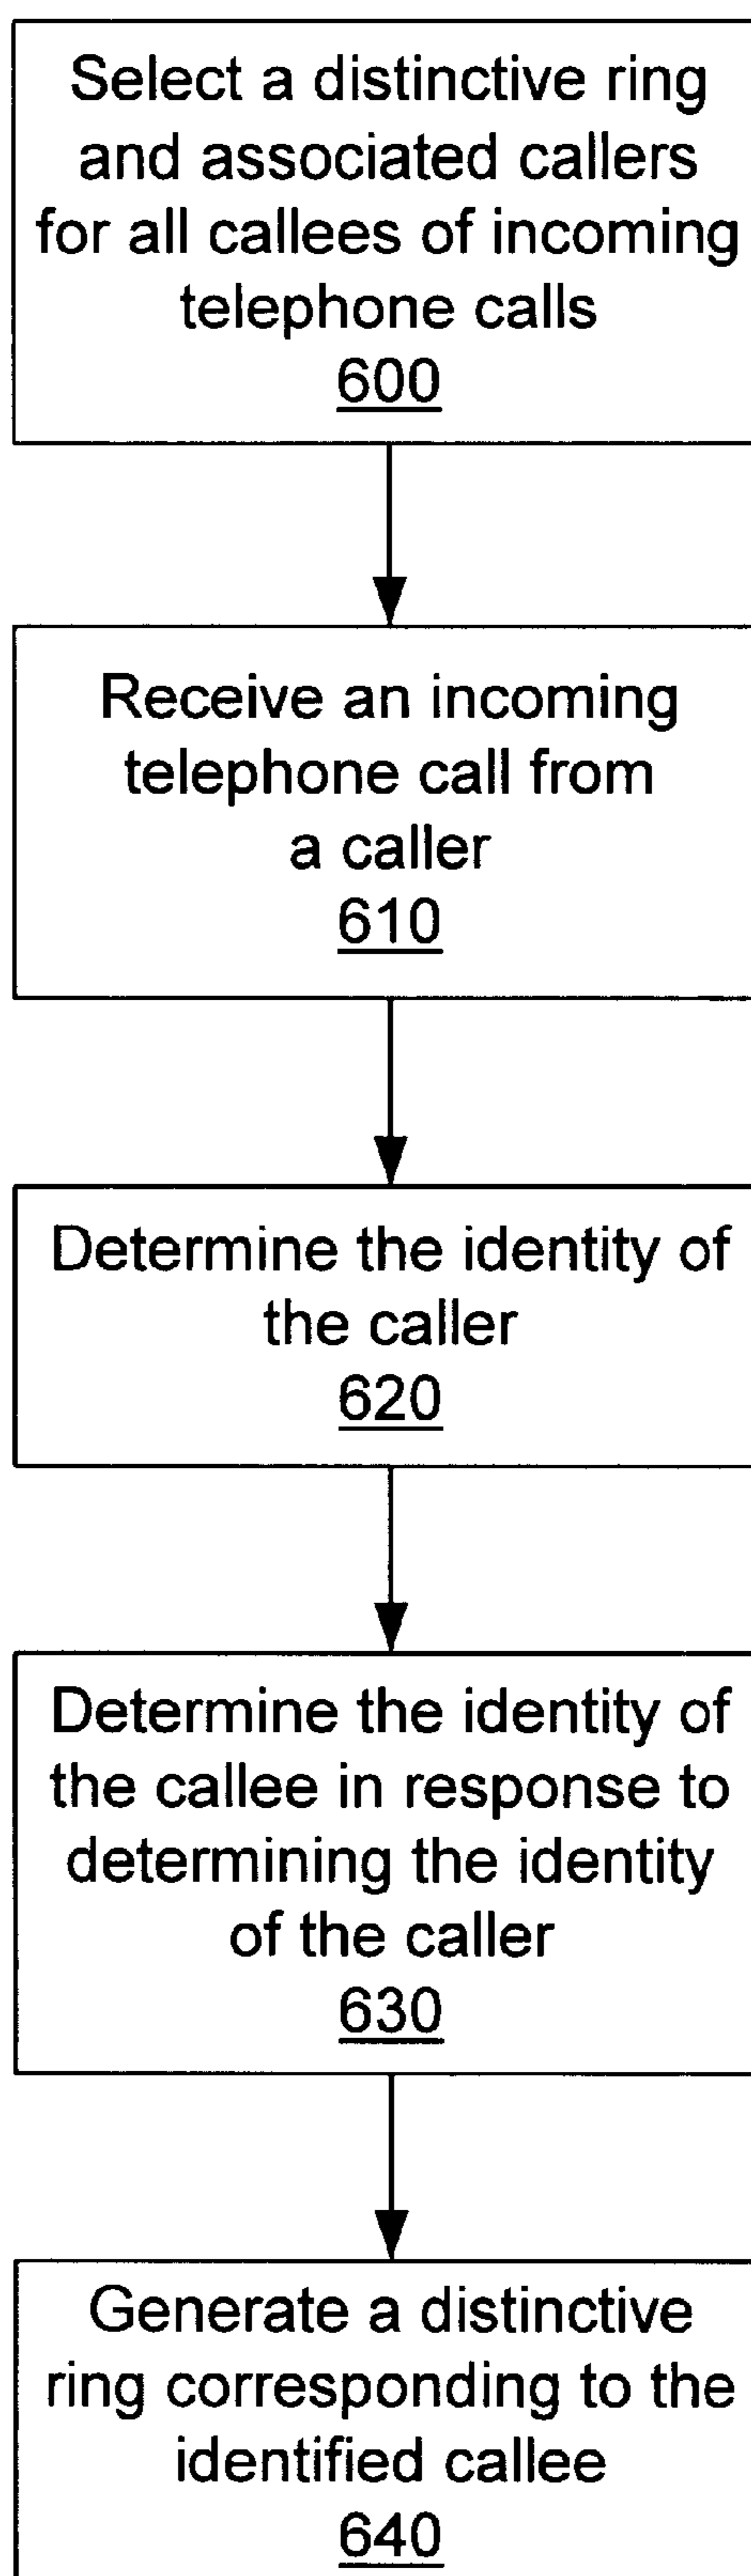 Select a distinctive ring
and associated callers
for all callees of incoming
telephone calls
600
Receive an incoming
telephone call from
a caller
610
Determine the identity of
the caller
620
Determine the identity of
the callee in response to
determining the identity
of the caller
630
Generate a distinctive
ring corresponding to the
identified callee
640